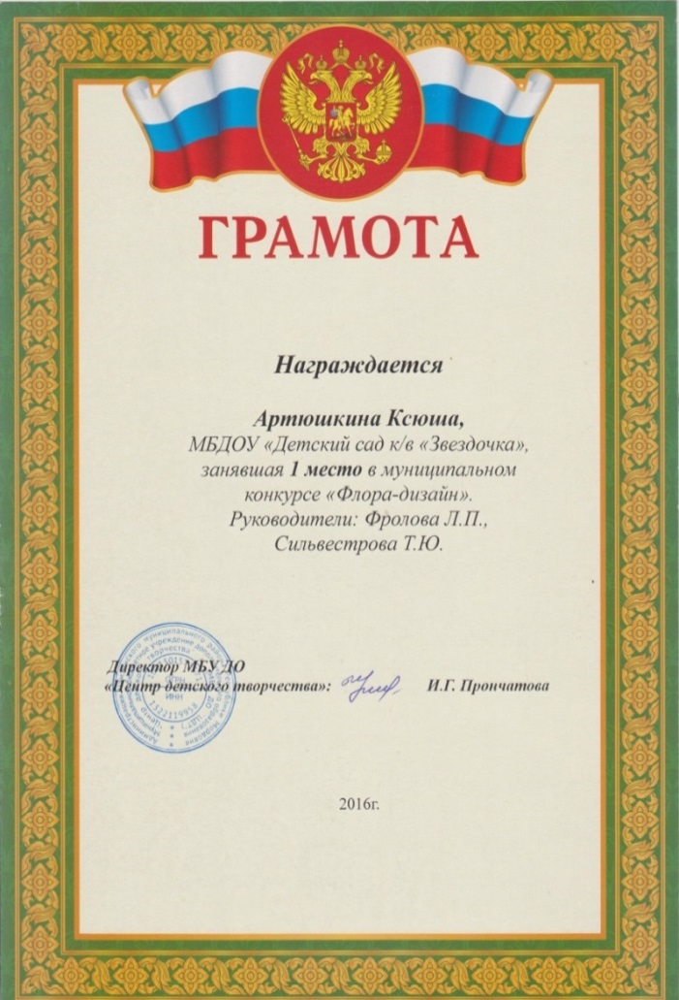 ГРАМОТА
Награждается
Артюшкина Ксюша,
МБДОУ «Детский сад к/в «Звездочка»,
занявшая 1 место в муниципальном
конкурсе «Флора-дизайн».
Руководители: Фролова Л.П.,
Сильвестрова Т.Ю.
Директор МБУ ДО
«Центр детского творчества»:
И.Г. Прончатова
2016г.